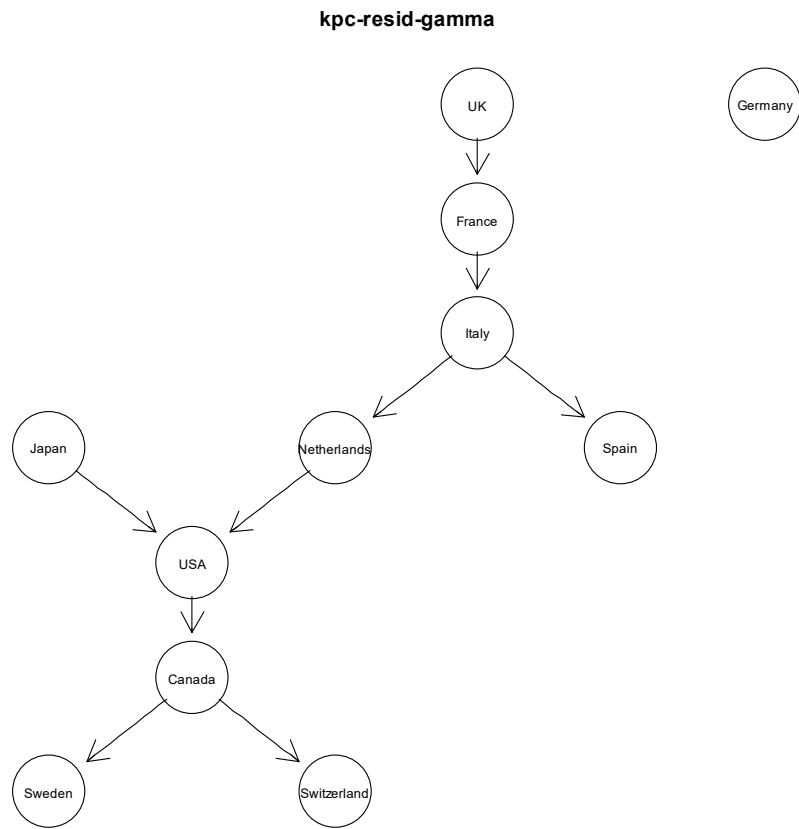 kpc-resid-gamma
UK
Germany
France
Italy
Japan
Netherlands
Spain
USA
Canada
Sweden
Switzerland